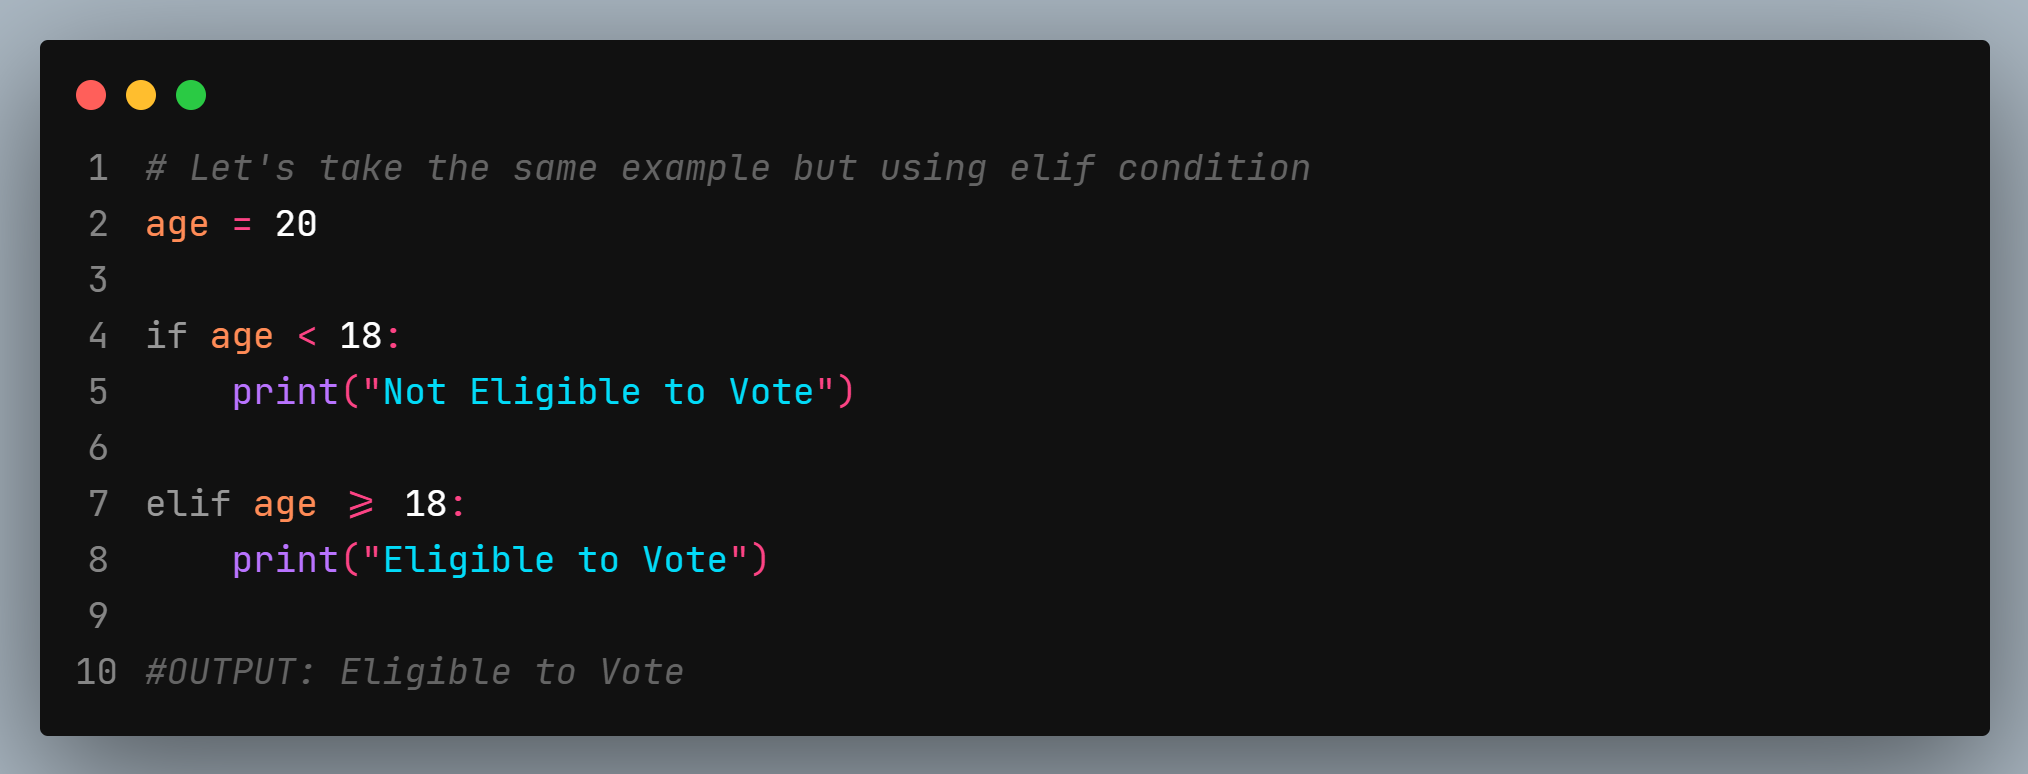 1 # Let's take the same example but using elif condition
2 age = 20
3
4 if age < 18:
5     print("Not Eligible to Vote")
6
7 elif age >= 18:
8     print("Eligible to Vote")
9
10 #OUTPUT: Eligible to Vote